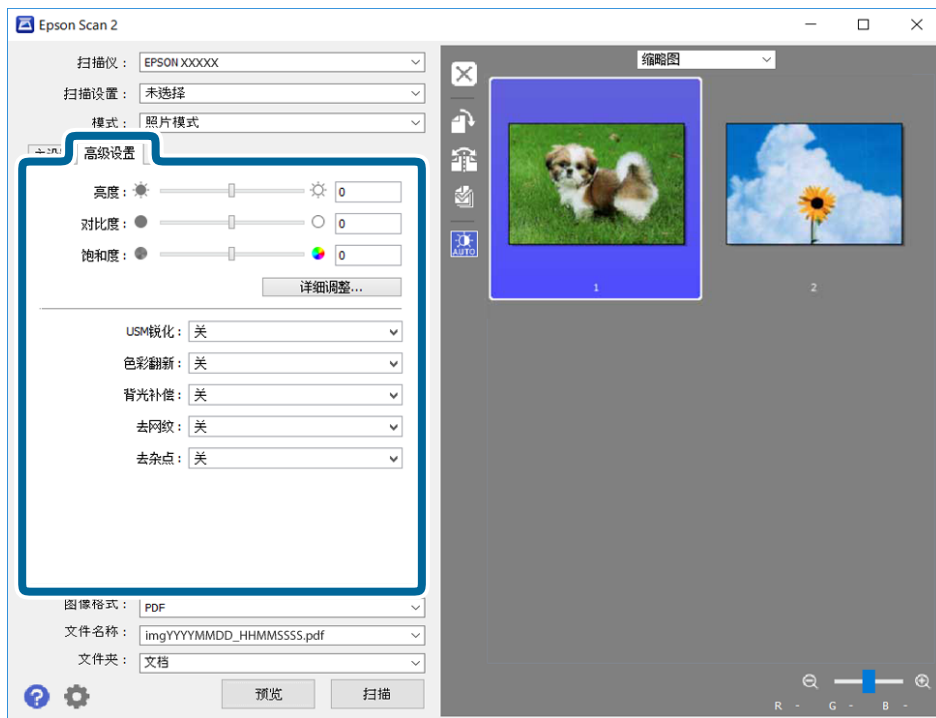 Epson Scan 2
扫描仪： EPSON XXXXX
扫描设置： 未选择
模式： 照片模式
高级设置
亮度： 0
对比度： 0
饱和度： 0
详细调整...
USM锐化： 关
色彩翻新： 关
背光补偿： 关
去网纹： 关
去杂点： 关
图像格式： PDF
文件名称： imgYYYYMMDD_HHMMSSSS.pdf
文件夹： 文档
预览 扫描
缩略图
AUTO
1 2
R - G - B -